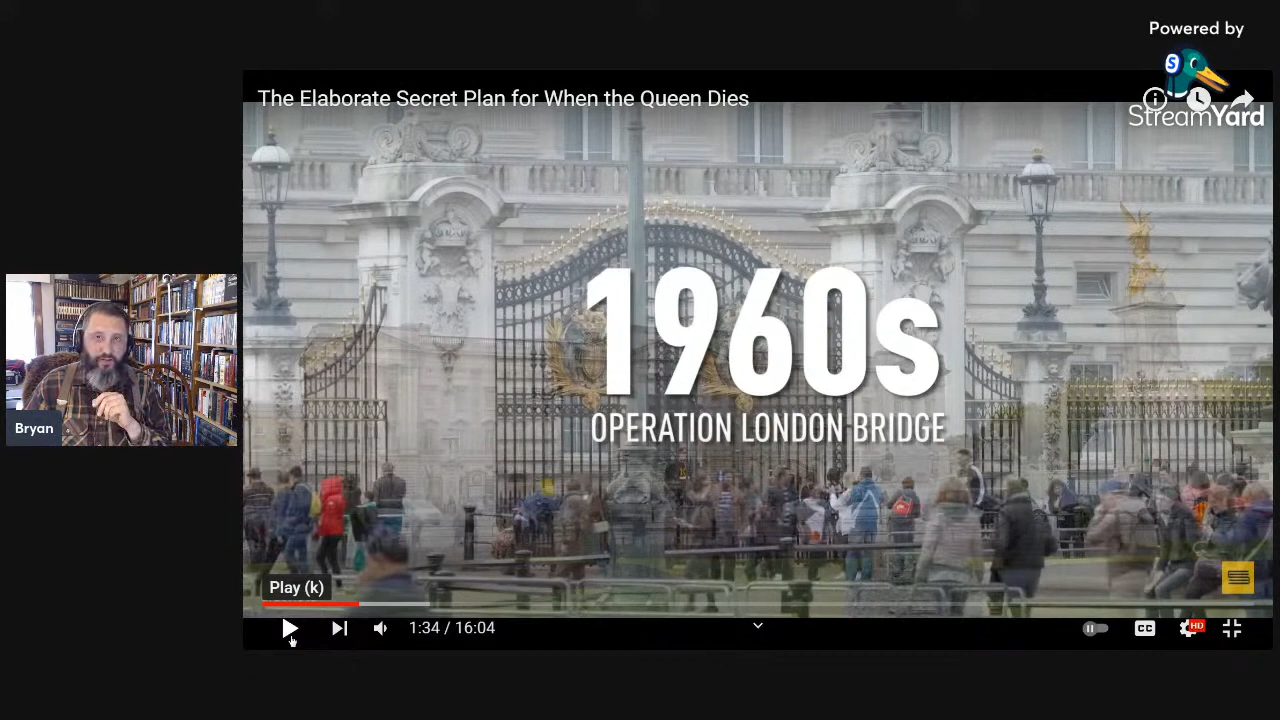 Powered by
S
StreamYard
The Elaborate Secret Plan for When the Queen Dies
1960s
OPERATION LONDON BRIDGE
Bryan
Play (k)
1:34 / 16:04
CC
HD